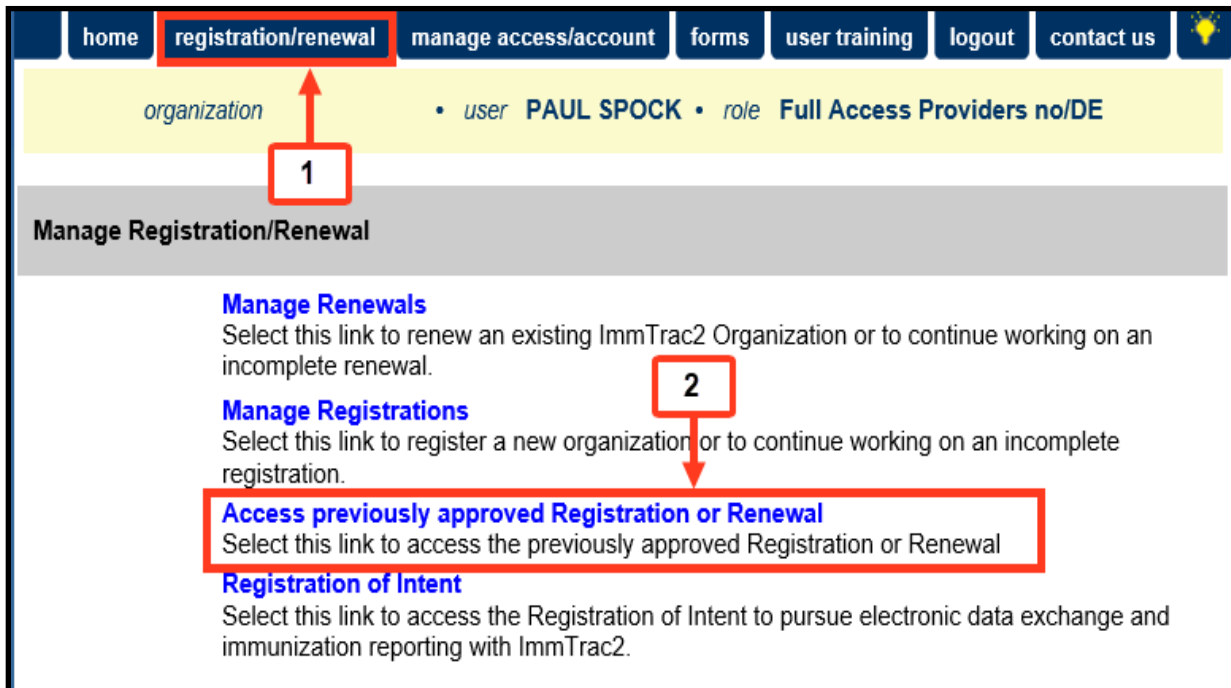 home registration/renewal manage access/account forms user training logout contact us
organization • user PAUL SPOCK • role Full Access Providers no/DE
1
Manage Registration/Renewal
Manage Renewals
Select this link to renew an existing ImmTrac2 Organization or to continue working on an
incomplete renewal.
2
Manage Registrations
Select this link to register a new organization or to continue working on an incomplete
registration.
Access previously approved Registration or Renewal
Select this link to access the previously approved Registration or Renewal
Registration of Intent
Select this link to access the Registration of Intent to pursue electronic data exchange and
immunization reporting with ImmTrac2.